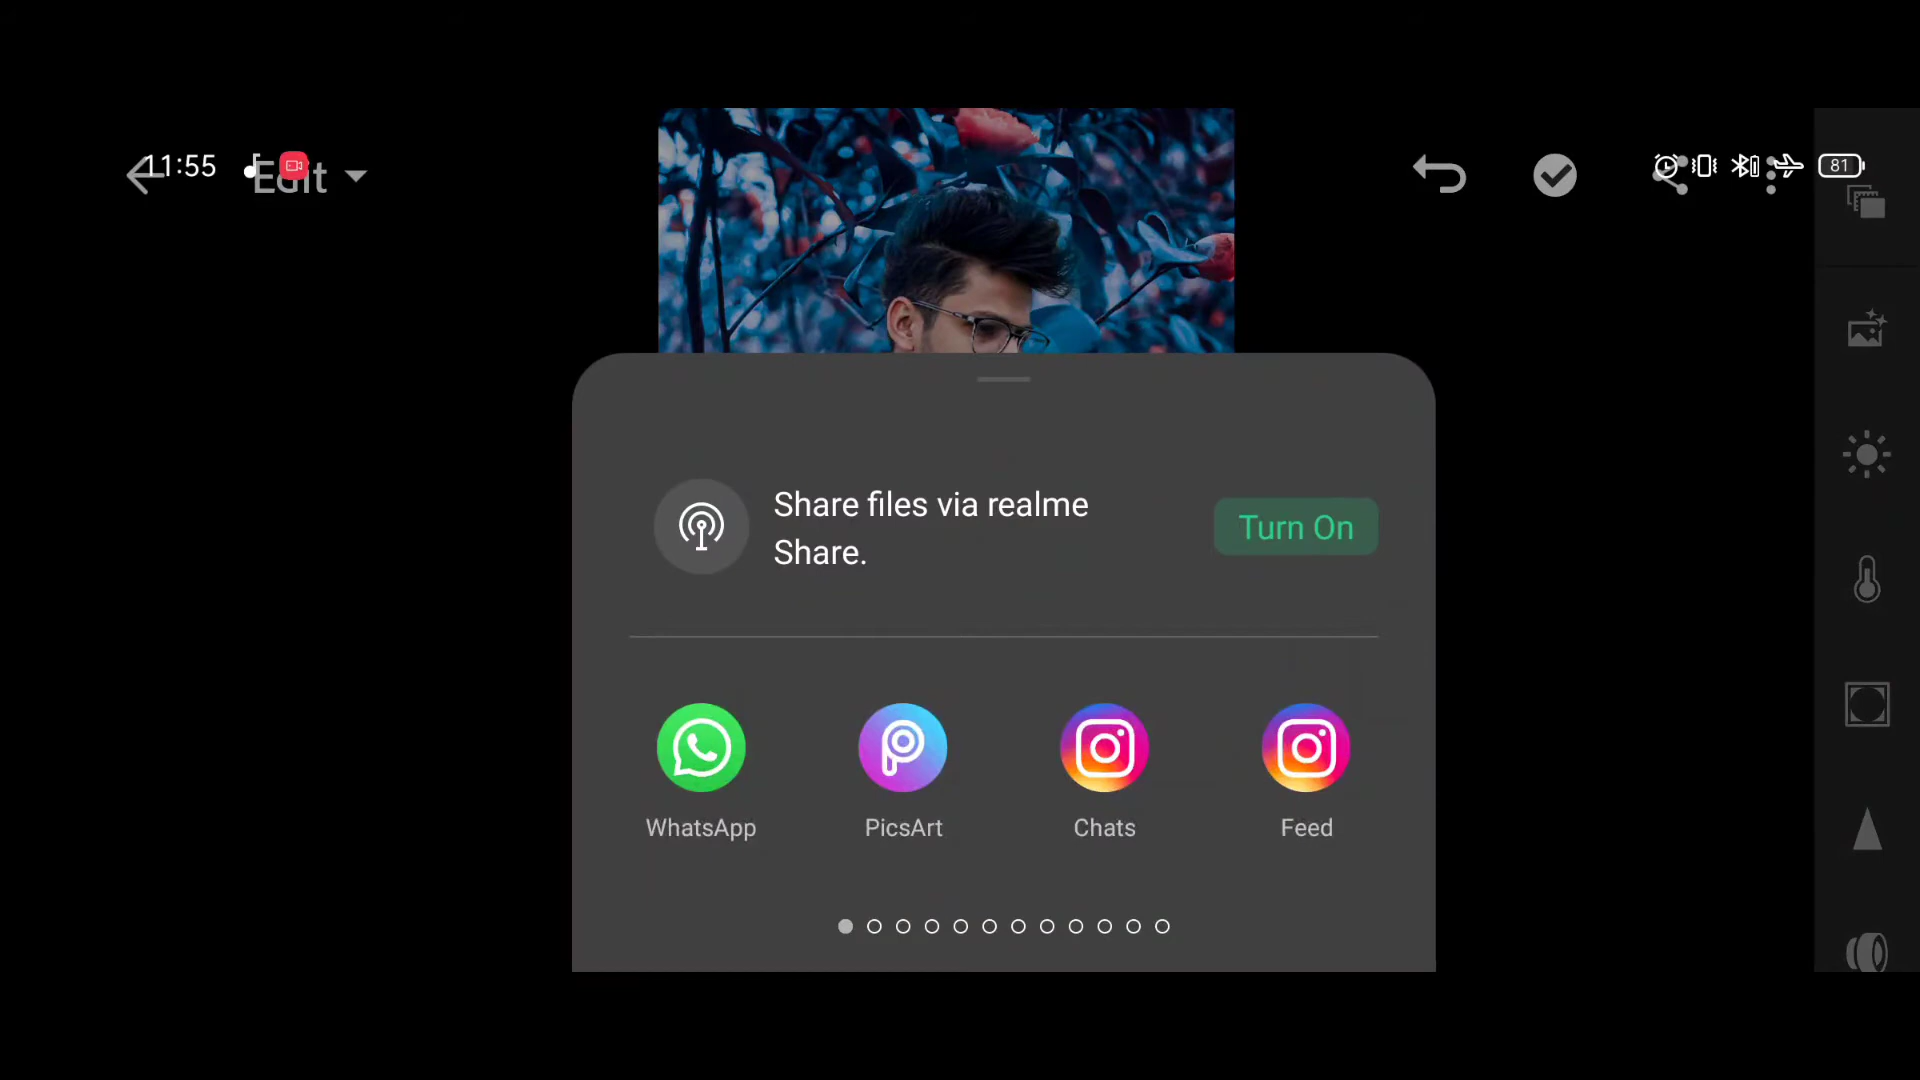 11:55
Edit
81
Share files via realme
Share.
Turn On
WhatsApp
PicsArt
Chats
Feed